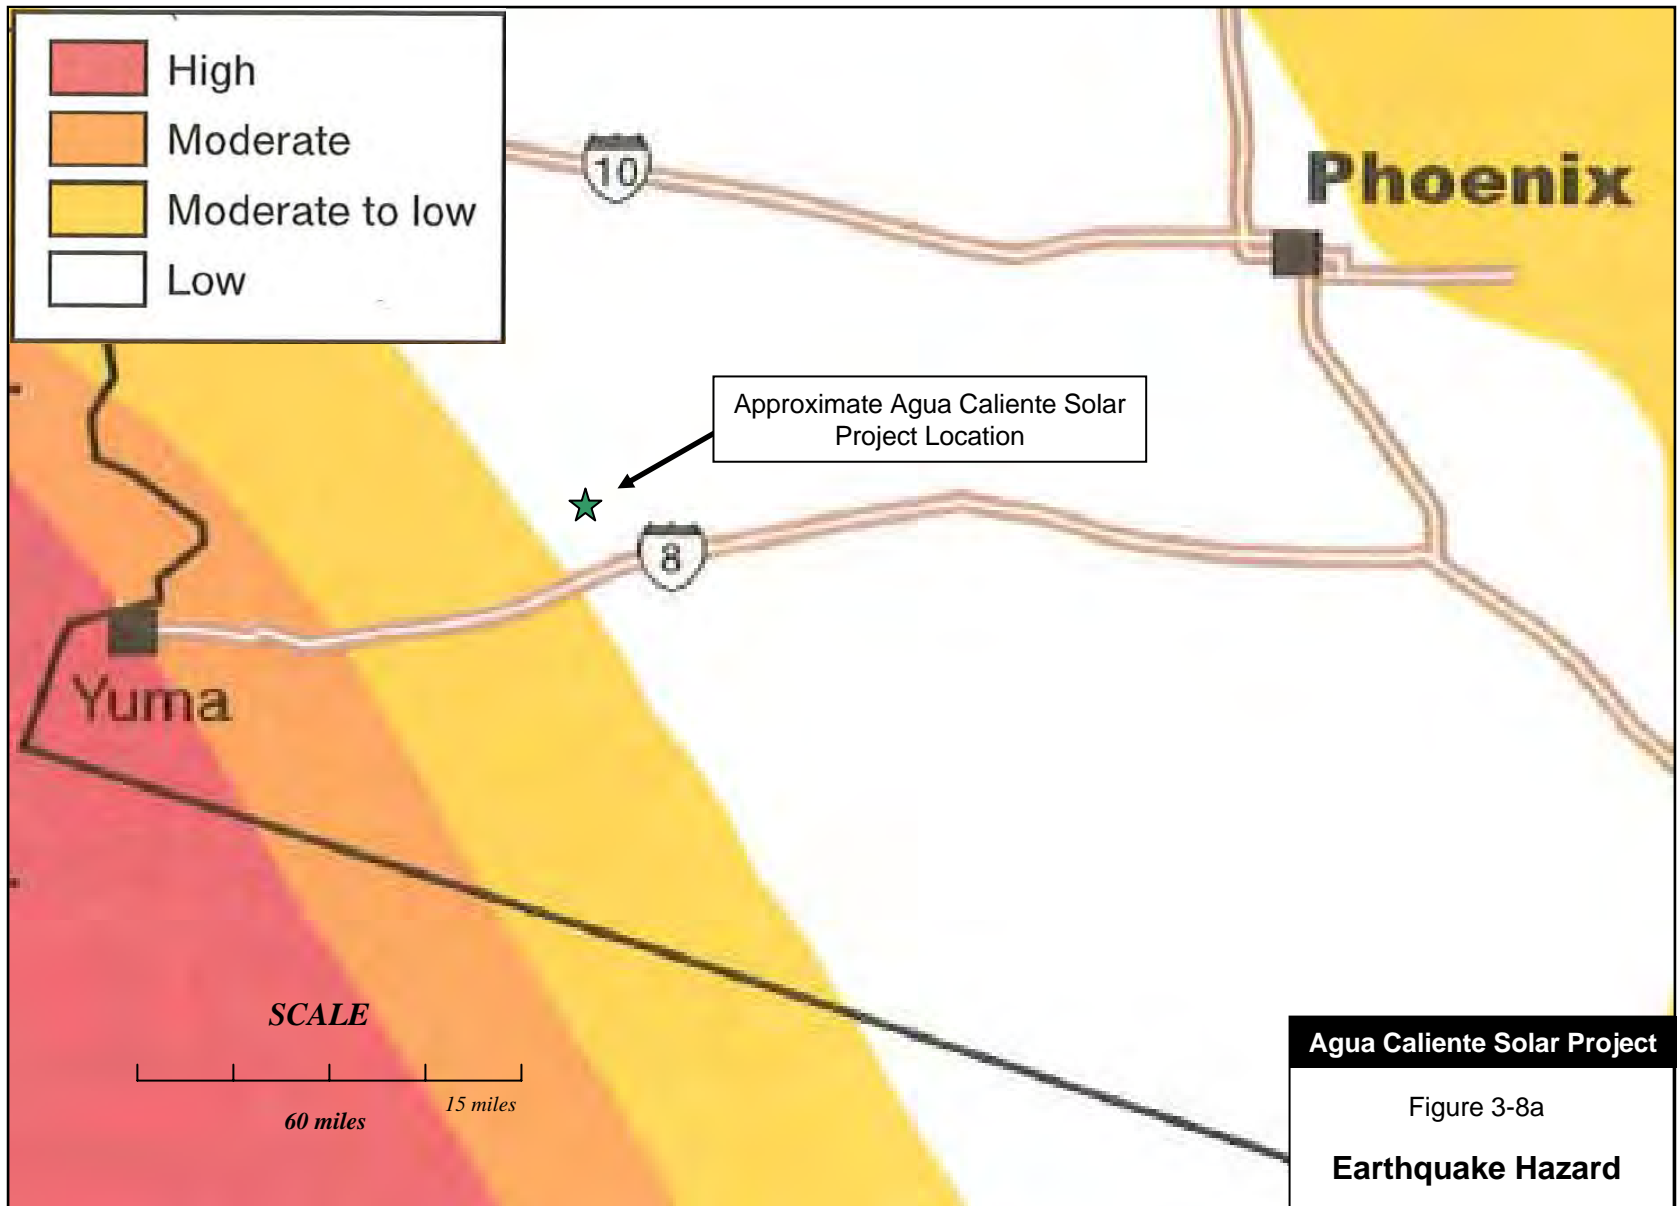 High
Moderate
Moderate to low
Low
10
Phoenix
Approximate Agua Caliente Solar
Project Location
8
Yuma
SCALE
15 miles
60 miles
Agua Caliente Solar Project
Figure 3-8a
Earthquake Hazard